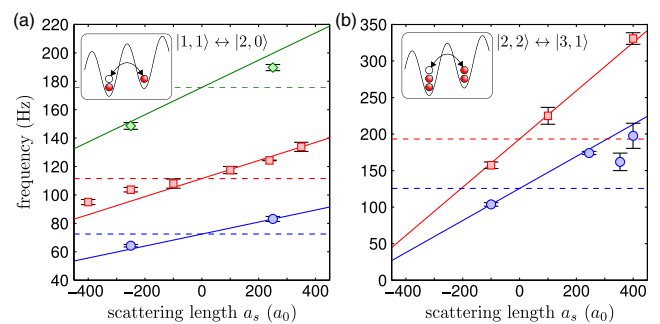 (a)
|1, 1⟩ ↔ |2, 0⟩
frequency (Hz)
220
200
180
160
140
120
100
80
60
40
−400 −200 0 200 400
scattering length a_s (a_0)
(b)
|2, 2⟩ ↔ |3, 1⟩
350
300
250
200
150
100
50
0
−400 −200 0 200 400
scattering length a_s (a_0)